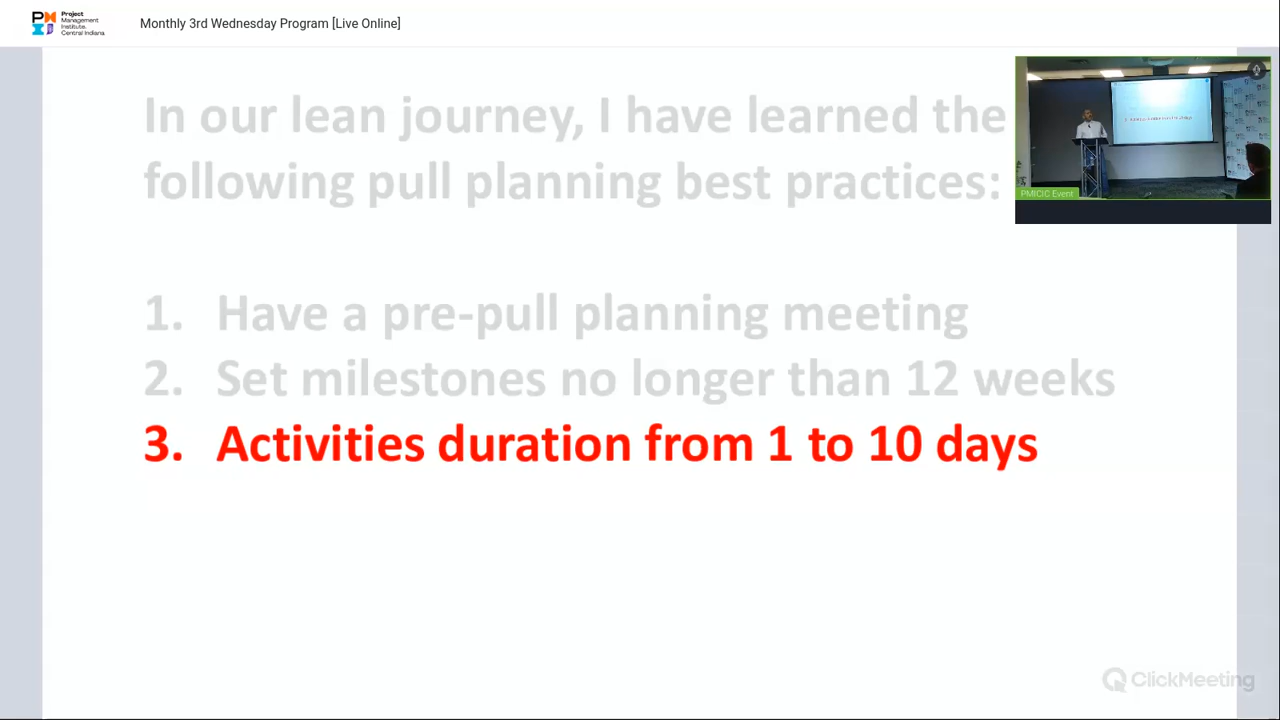 Project
Management
Institute.
Central Indiana
Monthly 3rd Wednesday Program [Live Online]
In our lean journey, I have learned the
following pull planning best practices:
1. Have a pre-pull planning meeting
2. Set milestones no longer than 12 weeks
3. Activities duration from 1 to 10 days
PMICIC Event
ClickMeeting